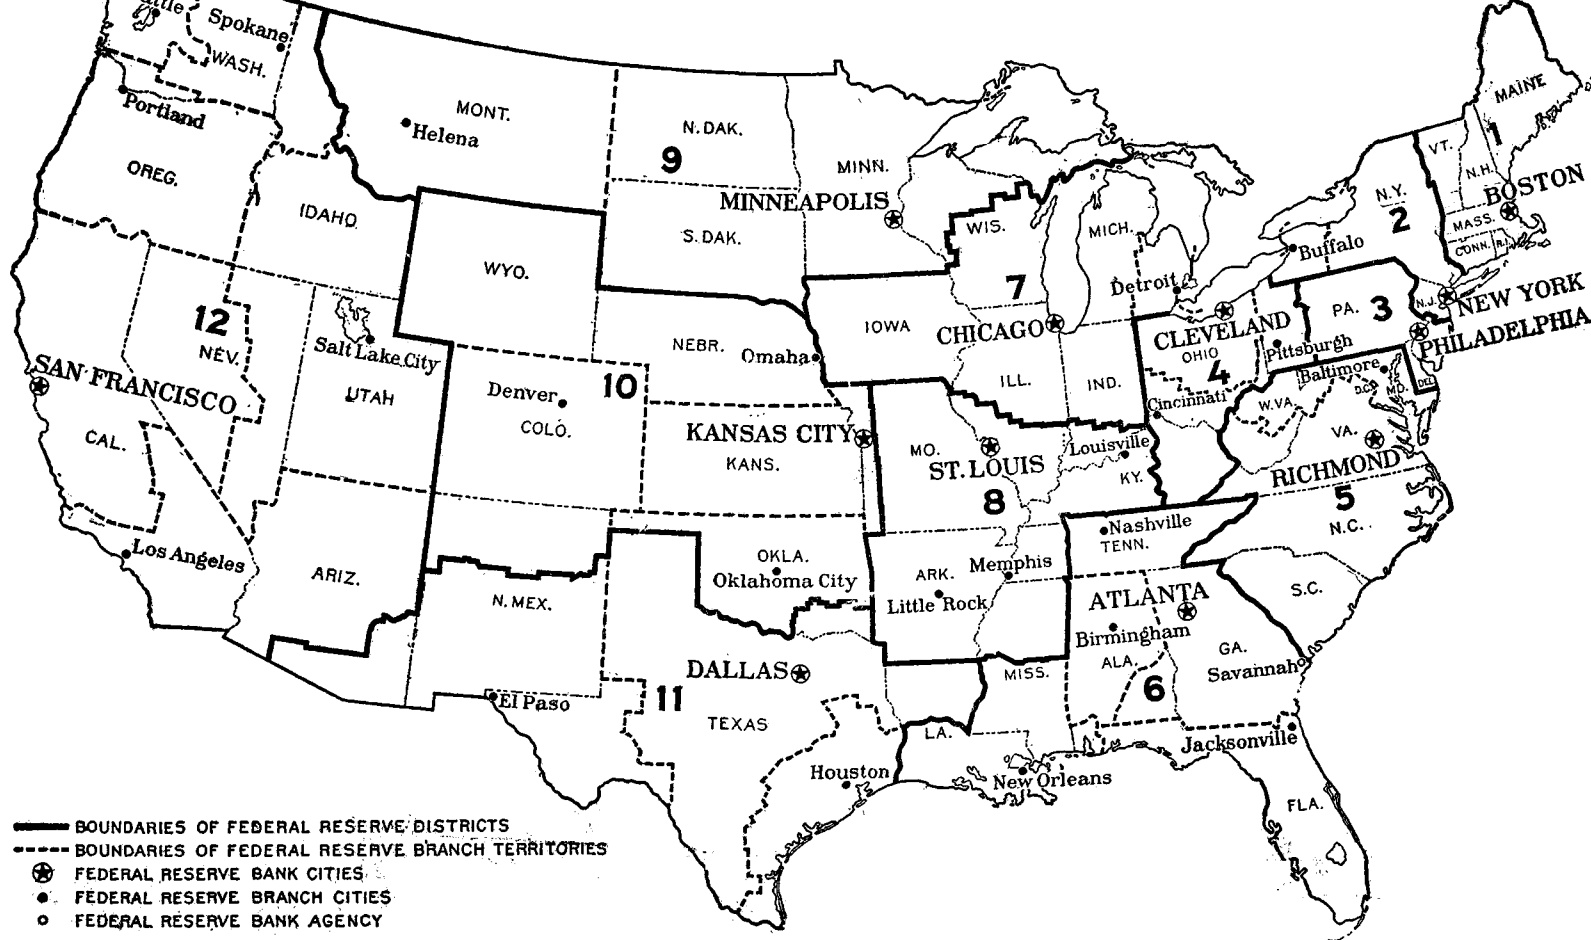 Spokane
WASH.
Portland
MONT.
Helena
N. DAK.
9
MINN.
MINNEAPOLIS
OREG.
IDAHO
S. DAK.
WYO.
WIS.
MICH.
7
Detroit
MAINE
1
VT.
N.H.
BOSTON
MASS.
CONN.
R.I.
N.Y.
2
Buffalo
12
NEV.
Salt Lake City
UTAH
SAN FRANCISCO
CAL.
IOWA
CHICAGO
NEBR.
Omaha
ILL.
IND.
CLEVELAND
OHIO
4
Cincinnati
Pittsburgh
PA.
3
N.J.
NEW YORK
PHILADELPHIA
Baltimore
D.C.
MD.
DEL.
W.VA.
VA.
RICHMOND
5
N.C.
Denver
10
COLO.
KANSAS CITY
KANS.
MO.
ST. LOUIS
8
Louisville
KY.
Los Angeles
ARIZ.
N. MEX.
OKLA.
Oklahoma City
ARK.
Little Rock
Memphis
Nashville
TENN.
S.C.
ATLANTA
Birmingham
ALA.
GA.
Savannah
6
DALLAS
11
El Paso
TEXAS
Houston
MISS.
LA.
New Orleans
Jacksonville
FLA.
BOUNDARIES OF FEDERAL RESERVE DISTRICTS
BOUNDARIES OF FEDERAL RESERVE BRANCH TERRITORIES
FEDERAL RESERVE BANK CITIES
FEDERAL RESERVE BRANCH CITIES
FEDERAL RESERVE BANK AGENCY